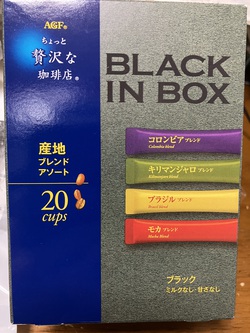 AGF®
ちょっと
贅沢な
珈琲店®
BLACK
IN BOX
産地
ブレンド
アソート
20
cups
コロンビア ブレンド
Colombia blend
キリマンジャロ ブレンド
Kilimanjaro blend
ブラジル ブレンド
Brazil blend
モカ ブレンド
Mocha blend
ブラック
ミルクなし・甘さなし